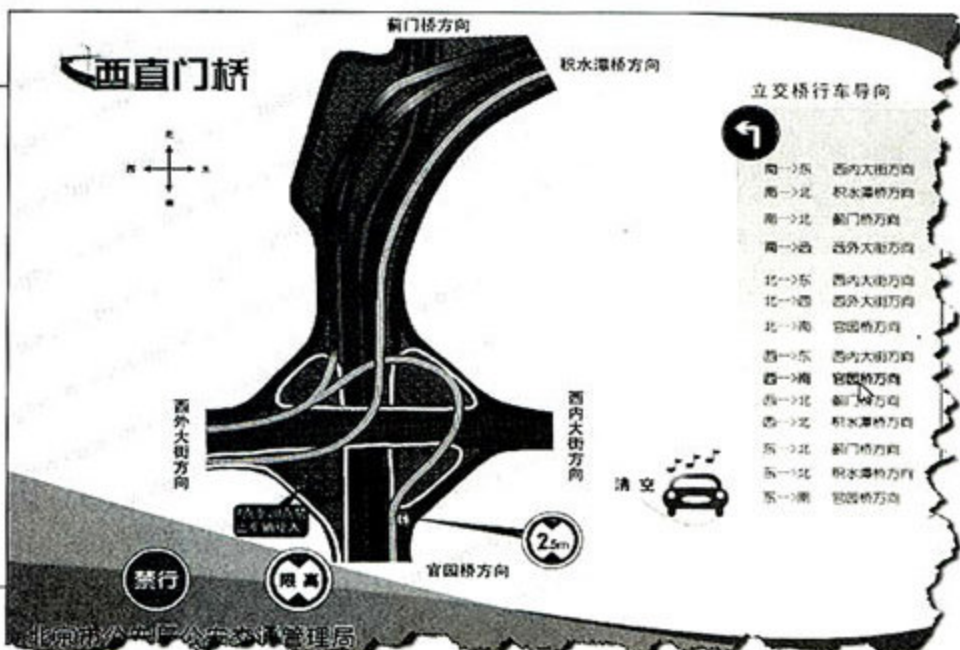 蓟门桥方向
西直门桥
积水潭桥方向
立交桥行车导向
北
西
南
南-->东 西内大街方向
南-->北 积水潭桥方向
南-->北 蓟门桥方向
南-->西 西外大街方向
北-->东 西内大街方向
北-->西 西外大街方向
北-->南 官园桥方向
西-->东 西内大街方向
西-->南 官园桥方向
西-->北 蓟门桥方向
西-->北 积水潭桥方向
东-->北 蓟门桥方向
东-->北 积水潭桥方向
东-->南 官园桥方向
西外大街方向
西内大街方向
清 空
2.5m
官园桥方向
禁行
限高
北京市公安局公安交通管理局